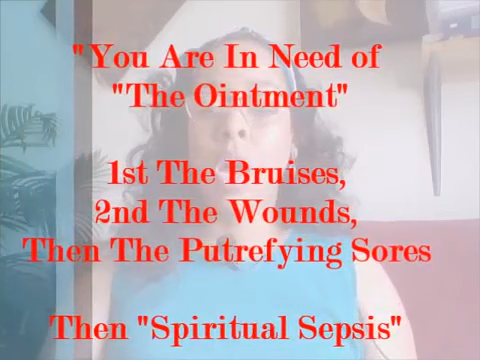 "You Are In Need of
"The Ointment"
1st The Bruises,
2nd The Wounds,
Then The Putrefying Sores
Then "Spiritual Sepsis"